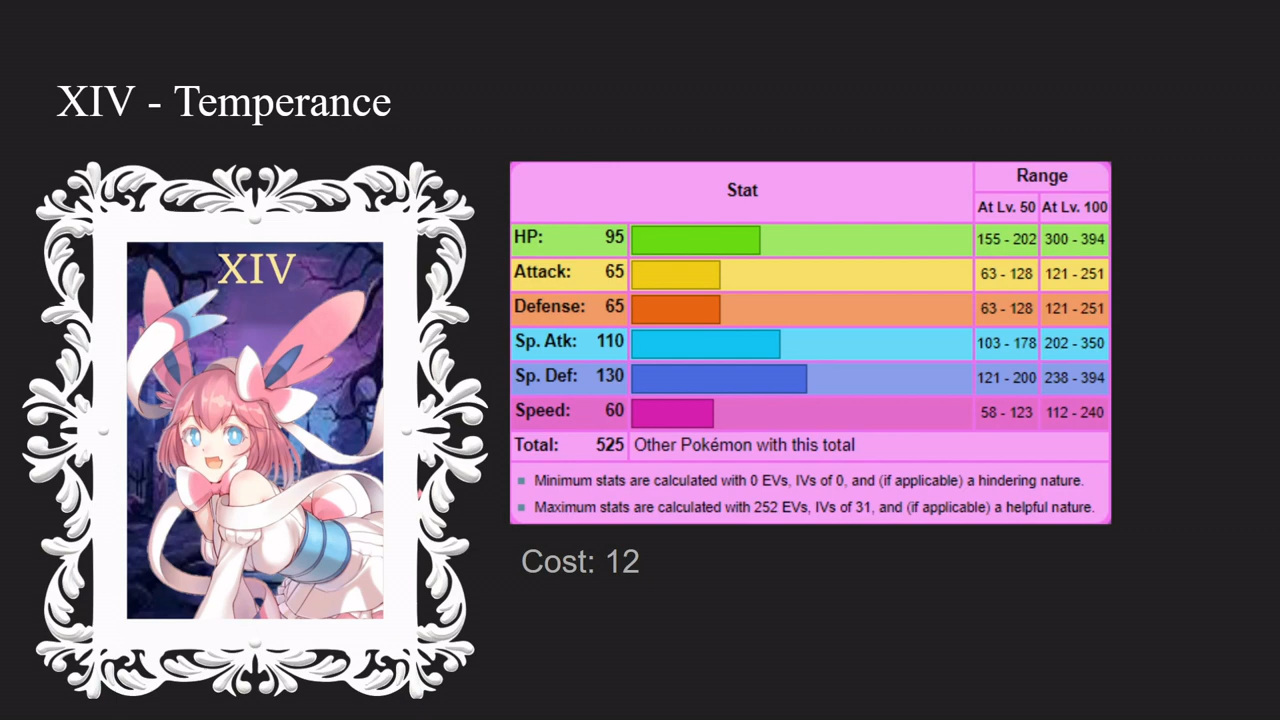 XIV - Temperance
XIV
Stat
Range
At Lv. 50 At Lv. 100
HP: 95 155 - 202 300 - 394
Attack: 65 63 - 128 121 - 251
Defense: 65 63 - 128 121 - 251
Sp. Atk: 110 103 - 178 202 - 350
Sp. Def: 130 121 - 200 238 - 394
Speed: 60 58 - 123 112 - 240
Total: 525 Other Pokémon with this total
Minimum stats are calculated with 0 EVs, IVs of 0, and (if applicable) a hindering nature.
Maximum stats are calculated with 252 EVs, IVs of 31, and (if applicable) a helpful nature.
Cost: 12